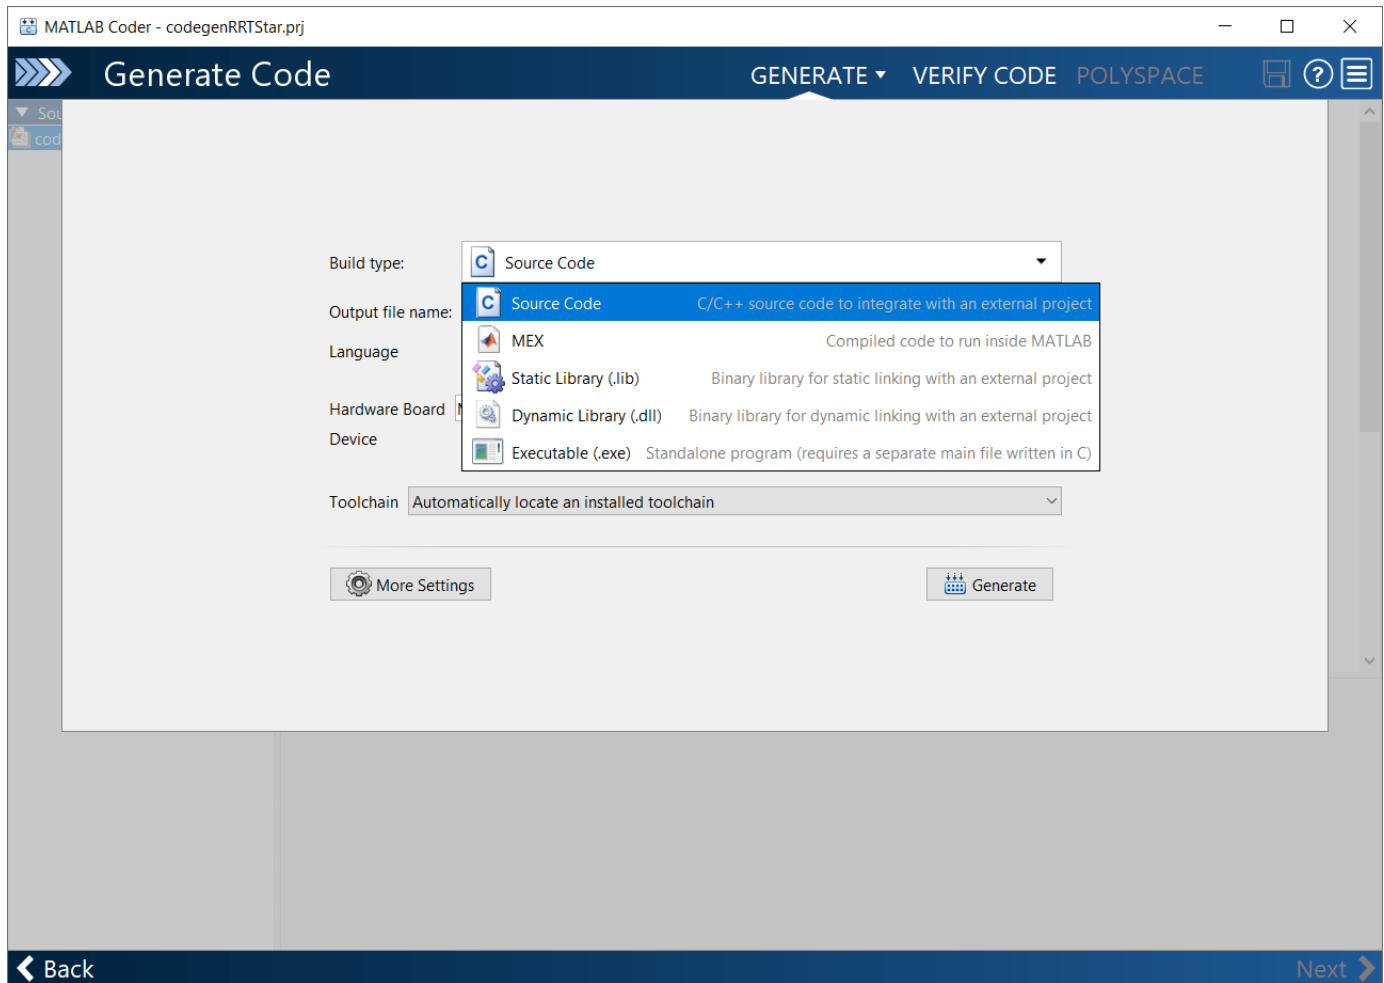 MATLAB Coder - codegenRRTStar.prj
Generate Code
GENERATE
VERIFY CODE
POLYSPACE
Build type:
Source Code
Source Code C/C++ source code to integrate with an external project
Output file name:
MEX Compiled code to run inside MATLAB
Language
Static Library (.lib) Binary library for static linking with an external project
Hardware Board
Dynamic Library (.dll) Binary library for dynamic linking with an external project
Device
Executable (.exe) Standalone program (requires a separate main file written in C)
Toolchain Automatically locate an installed toolchain
More Settings
Generate
Back
Next